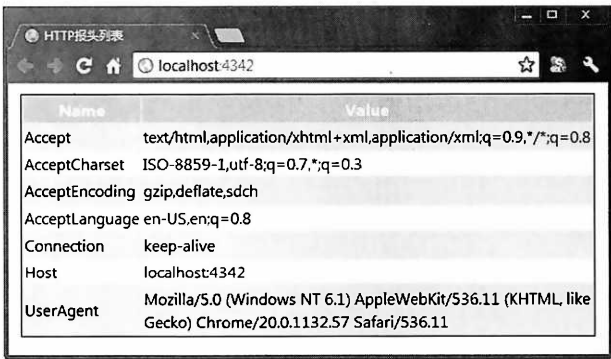 HTTP报头列表
localhost:4342
Name Value
Accept text/html,application/xhtml+xml,application/xml;q=0.9,*/*;q=0.8
AcceptCharset ISO-8859-1,utf-8;q=0.7,*;q=0.3
AcceptEncoding gzip,deflate,sdch
AcceptLanguage en-US,en;q=0.8
Connection keep-alive
Host localhost:4342
UserAgent Mozilla/5.0 (Windows NT 6.1) AppleWebKit/536.11 (KHTML, like
Gecko) Chrome/20.0.1132.57 Safari/536.11